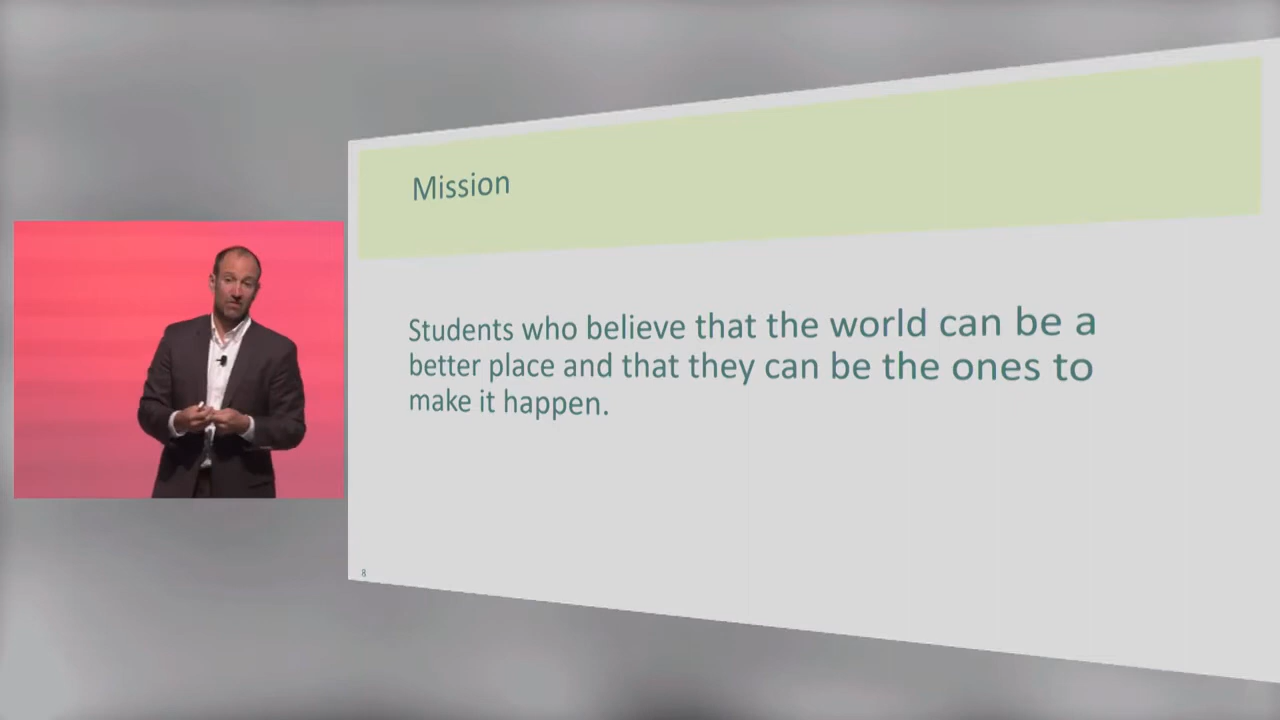 Mission
Students who believe that the world can be a
better place and that they can be the ones to
make it happen.
8